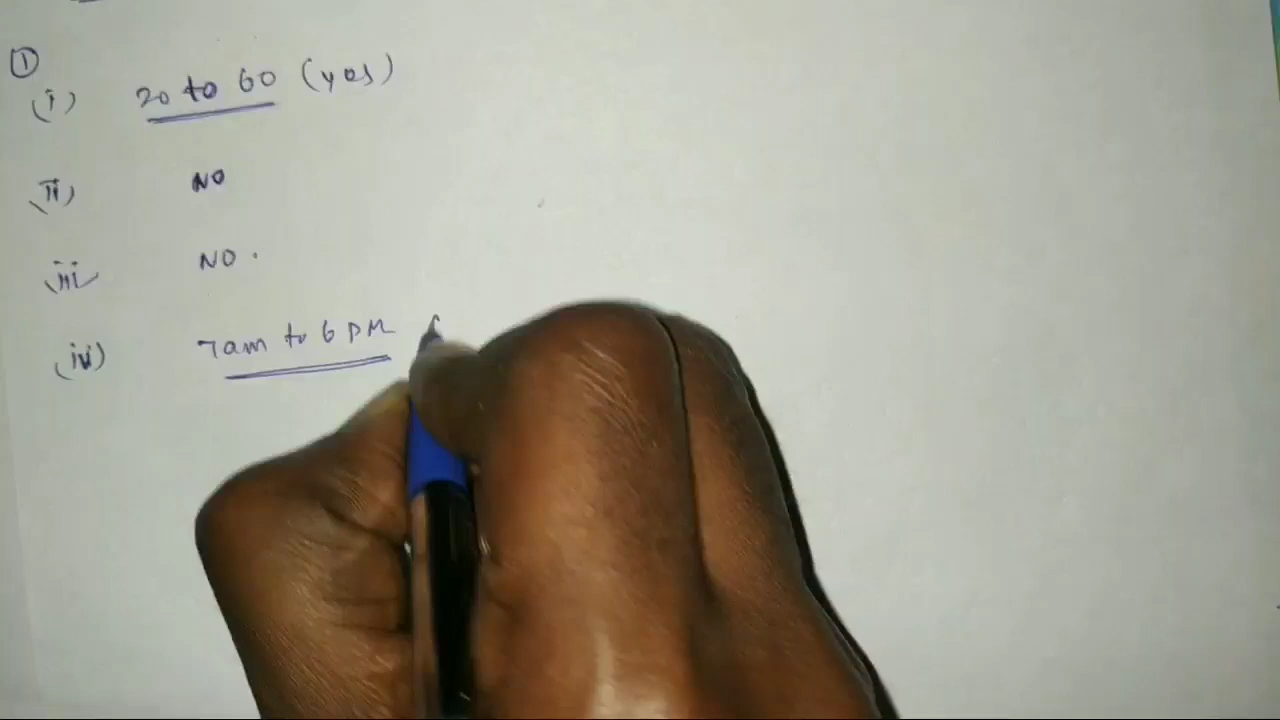 ①
(i) 20 to 60 (yes)
(ii) NO
(iii) NO.
(iv) 7am to 6 PM (